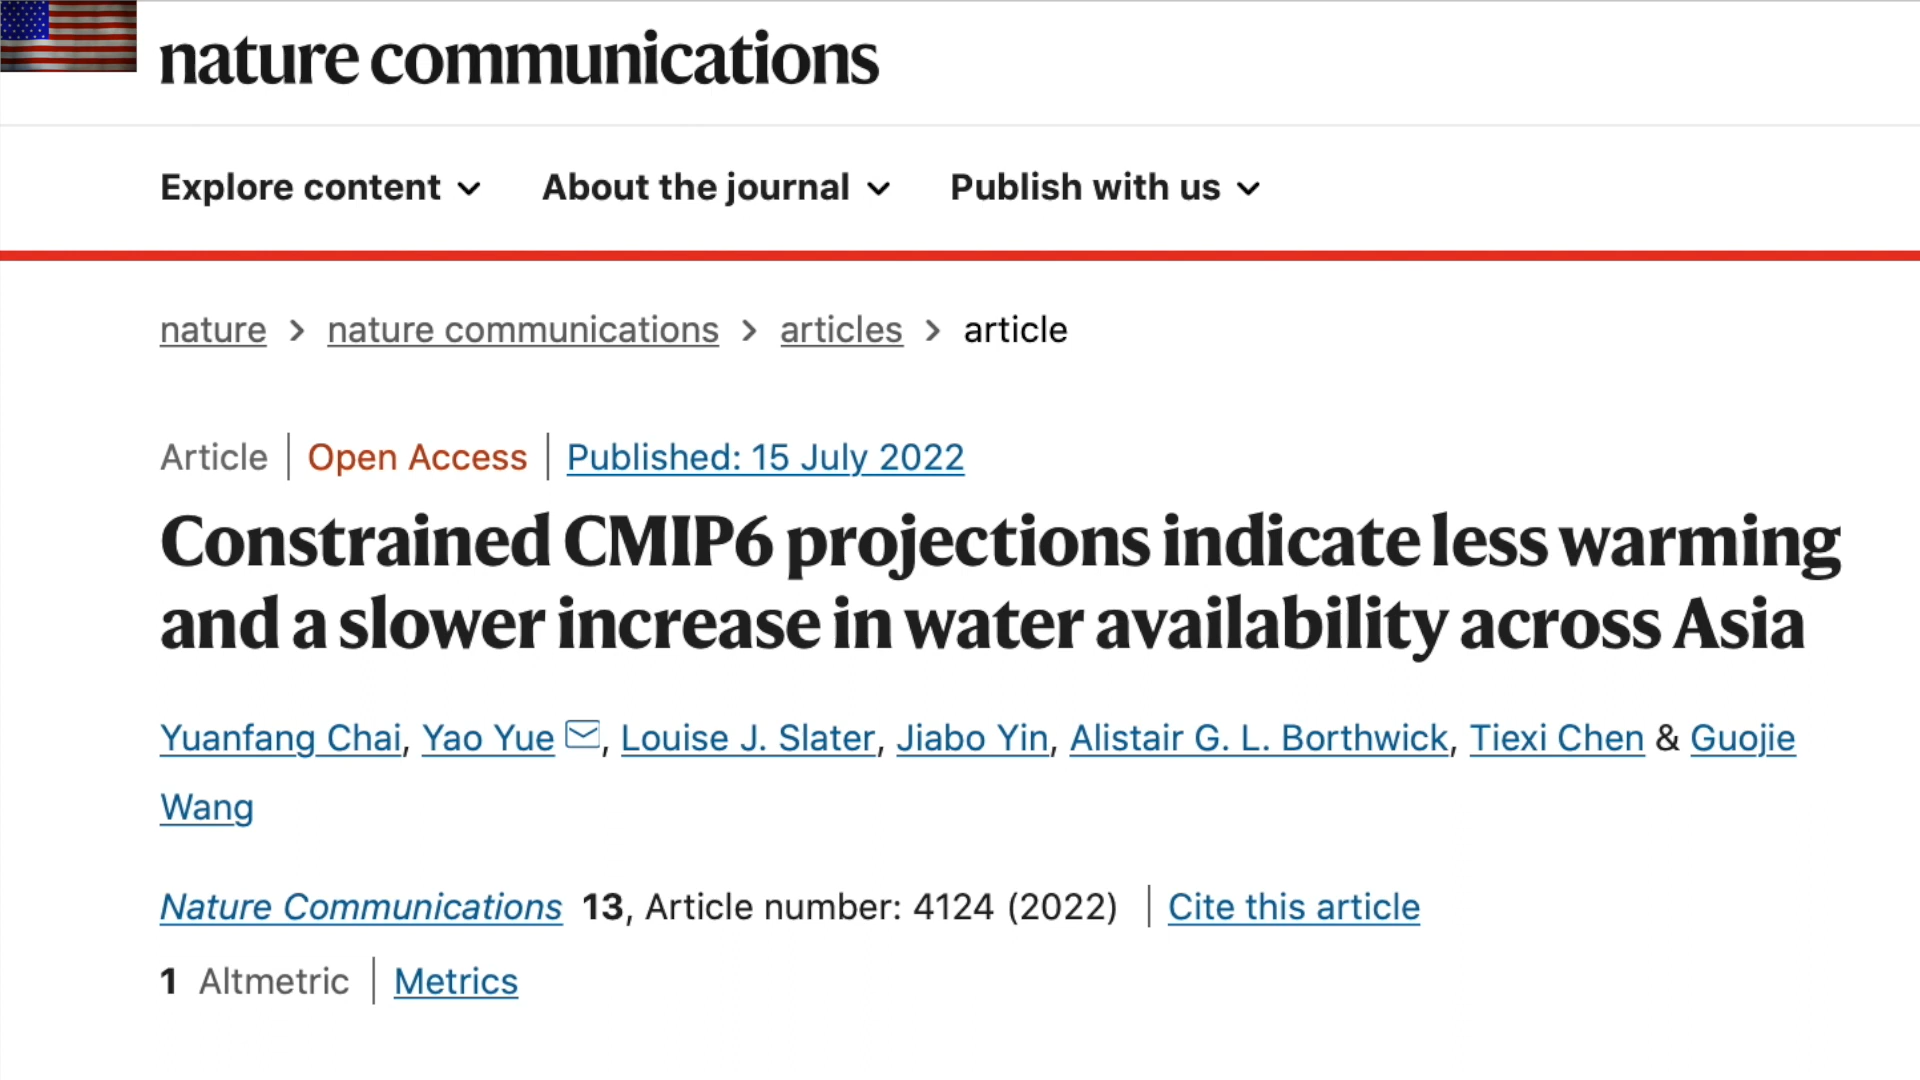 nature communications
Explore content About the journal Publish with us
nature > nature communications > articles > article
Article | Open Access | Published: 15 July 2022
Constrained CMIP6 projections indicate less warming
and a slower increase in water availability across Asia
Yuanfang Chai, Yao Yue, Louise J. Slater, Jiabo Yin, Alistair G. L. Borthwick, Tiexi Chen & Guojie
Wang
Nature Communications 13, Article number: 4124 (2022) | Cite this article
1 Altmetric | Metrics